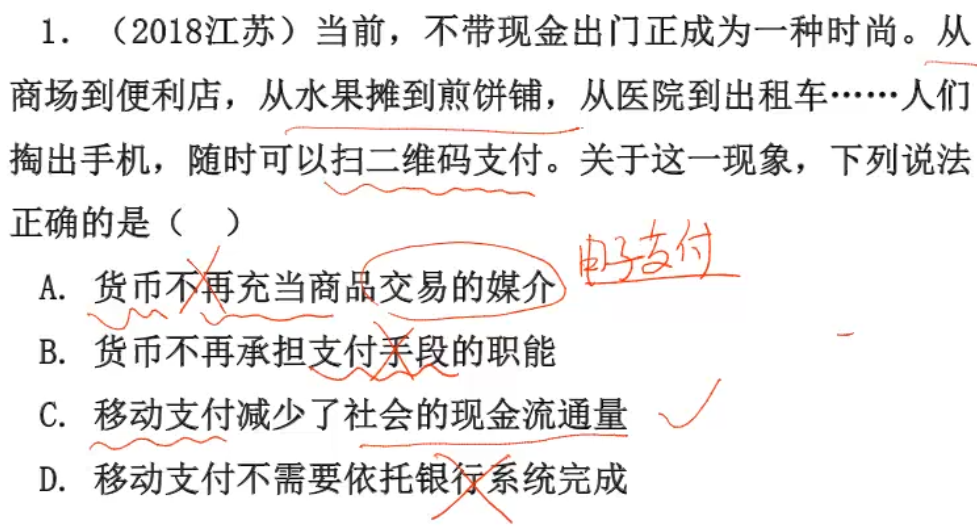 1. （2018江苏）当前，不带现金出门正成为一种时尚。从
商场到便利店，从水果摊到煎饼铺，从医院到出租车……人们
掏出手机，随时可以扫二维码支付。关于这一现象，下列说法
正确的是（ ）
电子支付
A. 货币不再充当商品交易的媒介
B. 货币不再承担支付手段的职能
C. 移动支付减少了社会的现金流通量
D. 移动支付不需要依托银行系统完成